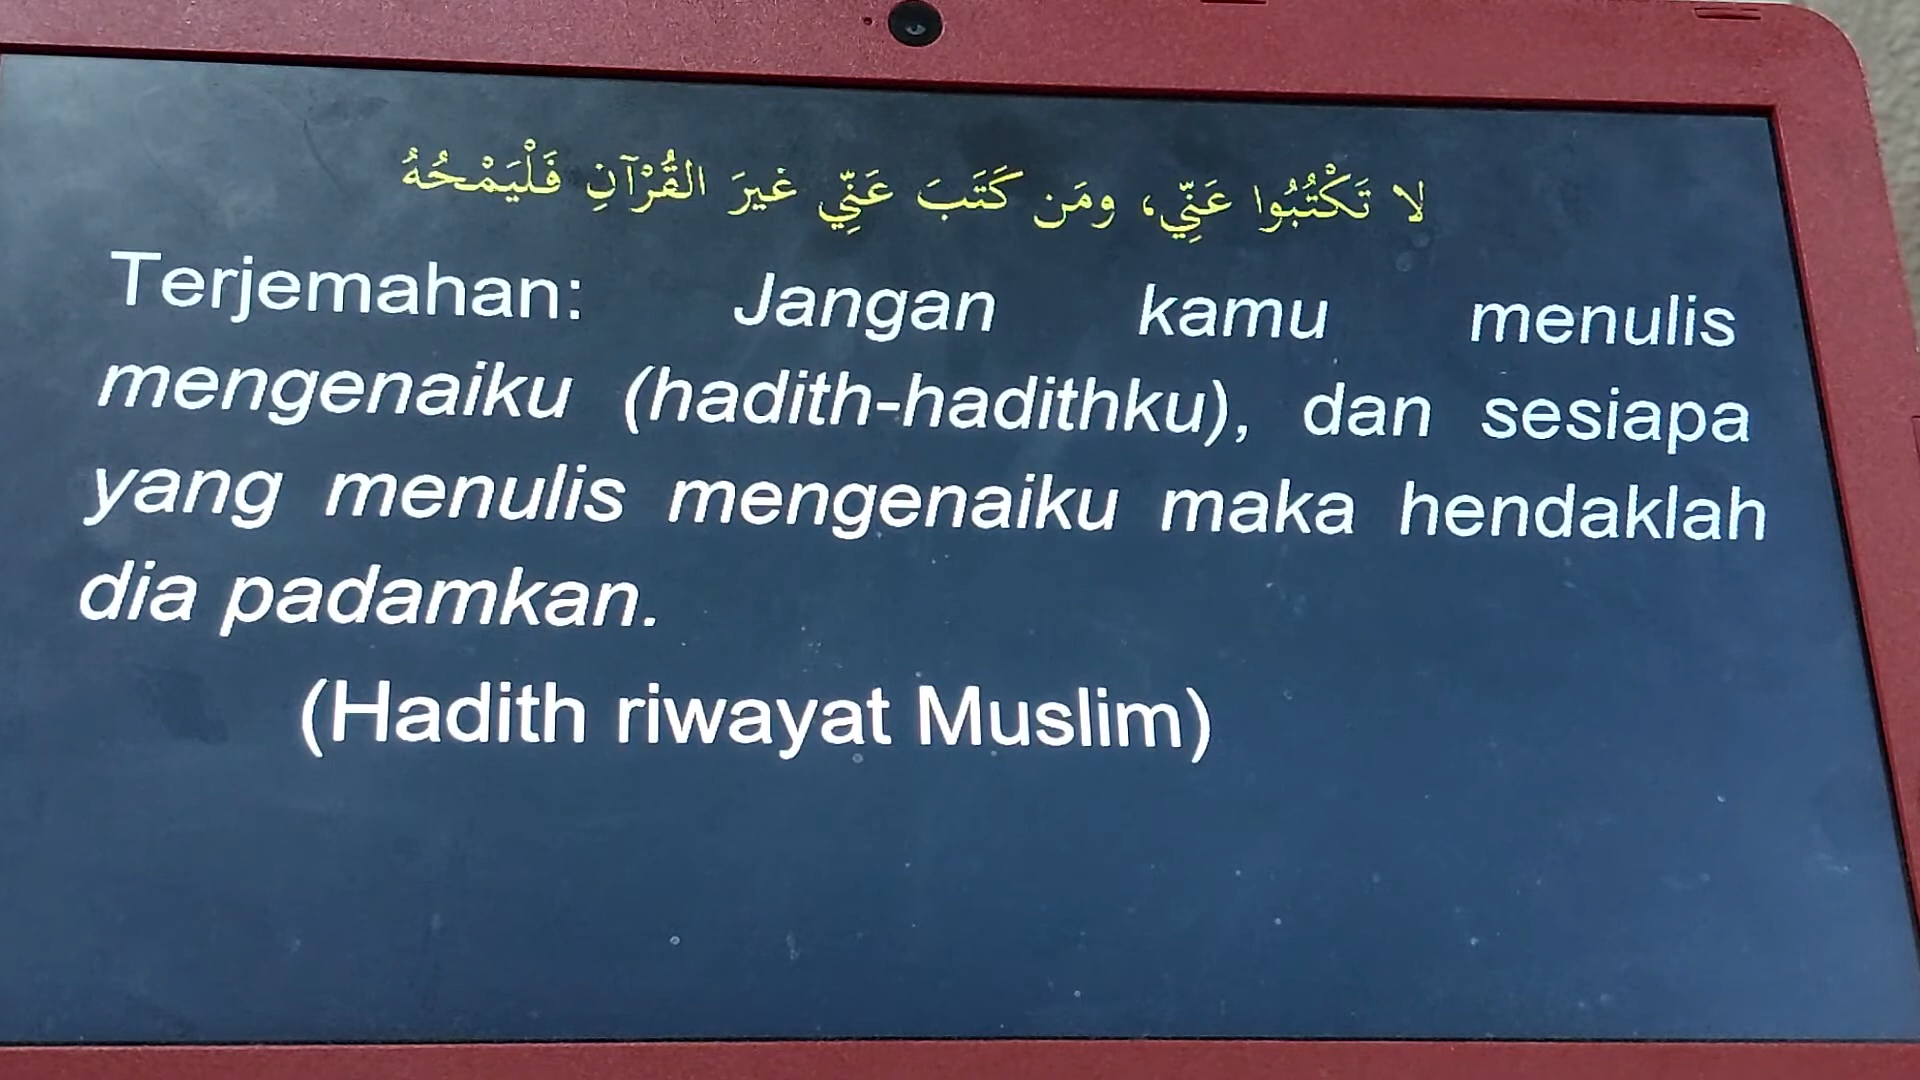 لا تَكْتُبُوا عَنِّي، ومَن كَتَبَ عَنِّي غيرَ القُرْآنِ فَلْيَمْحُهُ
Terjemahan: Jangan kamu menulis
mengenaiku (hadith-hadithku), dan sesiapa
yang menulis mengenaiku maka hendaklah
dia padamkan.
(Hadith riwayat Muslim)